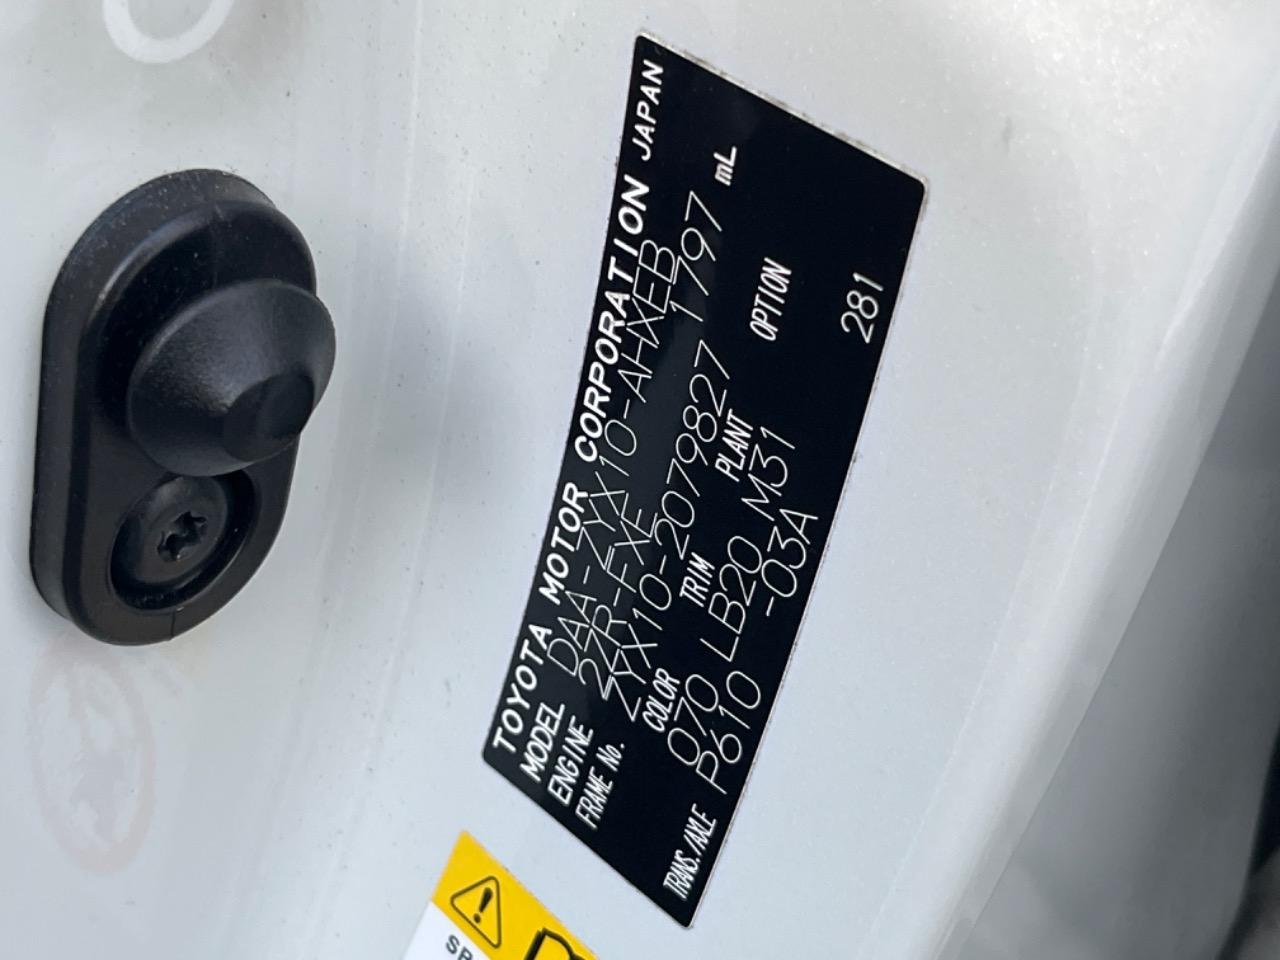 TOYOTA MOTOR CORPORATION JAPAN
MODEL DAA-ZYX10-AHXEB
ENGINE 2ZR-FXE 1797 mL
FRAME No. ZYX10-2079827
COLOR TRIM PLANT OPTION
070 LB20 M31
TRANS./AXLE P610 -03A 281